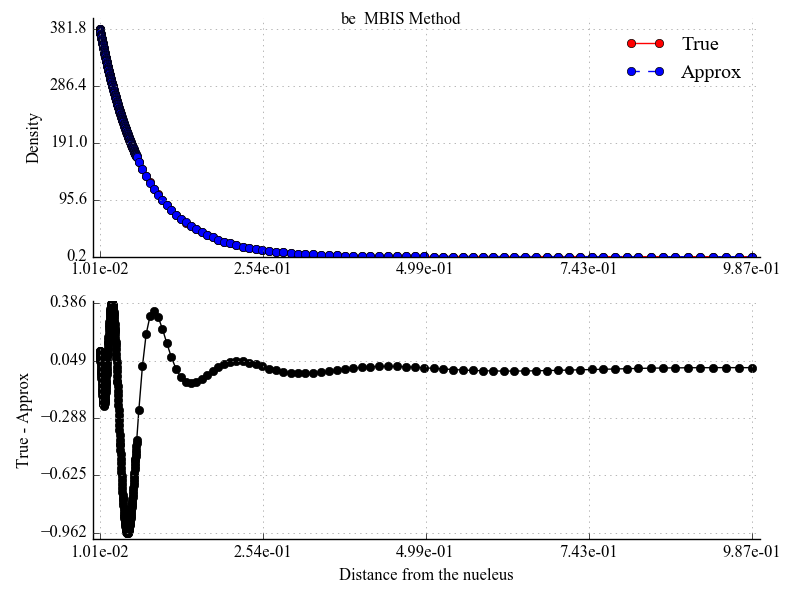 be  MBIS Method
381.8
286.4
191.0
95.6
0.2
Density
True
Approx
1.01e-02
2.54e-01
4.99e-01
7.43e-01
9.87e-01
0.386
0.049
−0.288
−0.625
−0.962
True - Approx
1.01e-02
2.54e-01
4.99e-01
7.43e-01
9.87e-01
Distance from the nueleus